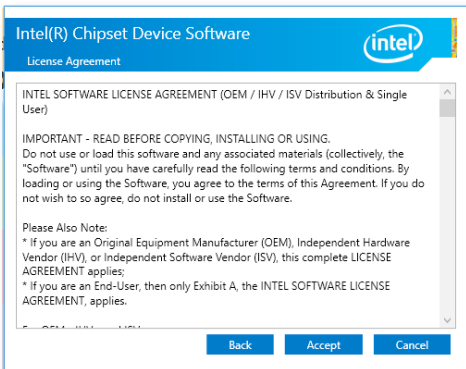 Intel(R) Chipset Device Software
intel
License Agreement
INTEL SOFTWARE LICENSE AGREEMENT (OEM / IHV / ISV Distribution & Single
User)
IMPORTANT - READ BEFORE COPYING, INSTALLING OR USING.
Do not use or load this software and any associated materials (collectively, the
"Software") until you have carefully read the following terms and conditions. By
loading or using the Software, you agree to the terms of this Agreement. If you do
not wish to so agree, do not install or use the Software.
Please Also Note:
* If you are an Original Equipment Manufacturer (OEM), Independent Hardware
Vendor (IHV), or Independent Software Vendor (ISV), this complete LICENSE
AGREEMENT applies;
* If you are an End-User, then only Exhibit A, the INTEL SOFTWARE LICENSE
AGREEMENT, applies.
Back Accept Cancel